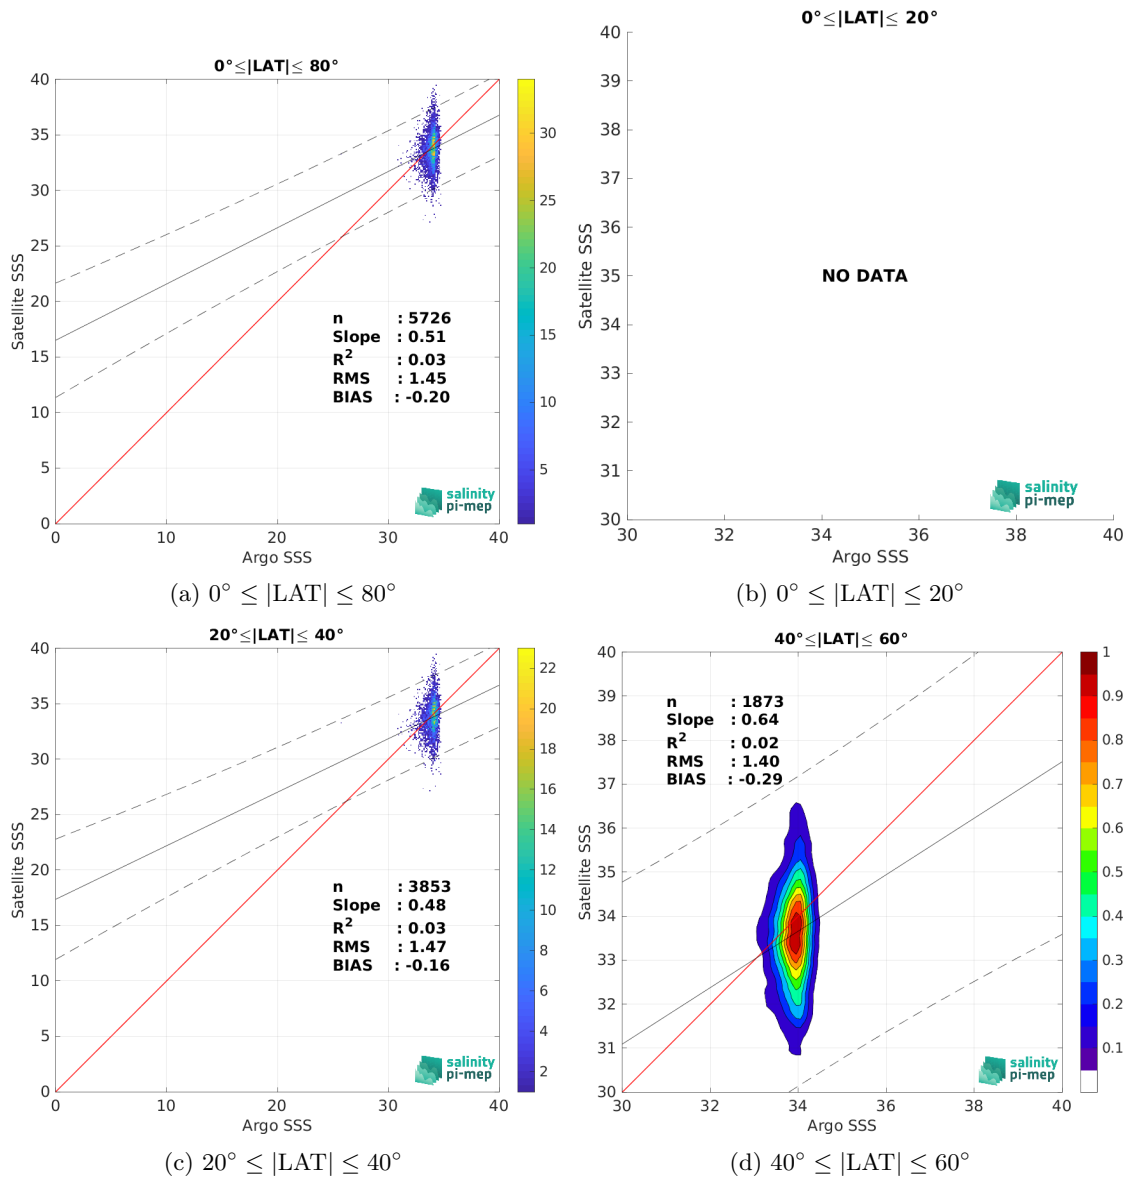 0°≤|LAT|≤ 80°
40
35
30
25
20
15
10
5
0
0
10
20
30
40
Satellite SSS
Argo SSS
n : 5726
Slope : 0.51
R² : 0.03
RMS : 1.45
BIAS : -0.20
salinity
pi-mep
30
25
20
15
10
5
(a) 0° ≤ |LAT| ≤ 80°
0°≤|LAT|≤ 20°
40
39
38
37
36
35
34
33
32
31
30
30
32
34
36
38
40
Satellite SSS
Argo SSS
NO DATA
salinity
pi-mep
(b) 0° ≤ |LAT| ≤ 20°
20°≤|LAT|≤ 40°
40
35
30
25
20
15
10
5
0
0
10
20
30
40
Satellite SSS
Argo SSS
n : 3853
Slope : 0.48
R² : 0.03
RMS : 1.47
BIAS : -0.16
salinity
pi-mep
22
20
18
16
14
12
10
8
6
4
2
(c) 20° ≤ |LAT| ≤ 40°
40°≤|LAT|≤ 60°
40
39
38
37
36
35
34
33
32
31
30
30
32
34
36
38
40
Satellite SSS
Argo SSS
n : 1873
Slope : 0.64
R² : 0.02
RMS : 1.40
BIAS : -0.29
salinity
pi-mep
1
0.9
0.8
0.7
0.6
0.5
0.4
0.3
0.2
0.1
(d) 40° ≤ |LAT| ≤ 60°